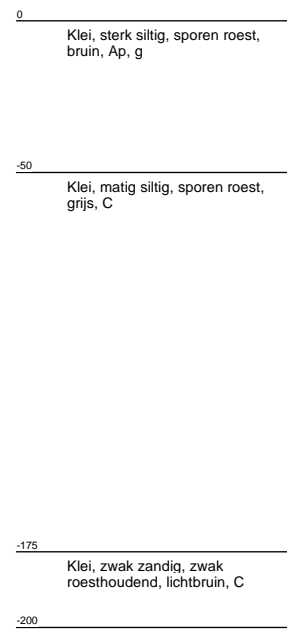 0
Klei, sterk siltig, sporen roest,
bruin, Ap, g
-50
Klei, matig siltig, sporen roest,
grijs, C
-175
Klei, zwak zandig, zwak
roesthoudend, lichtbruin, C
-200